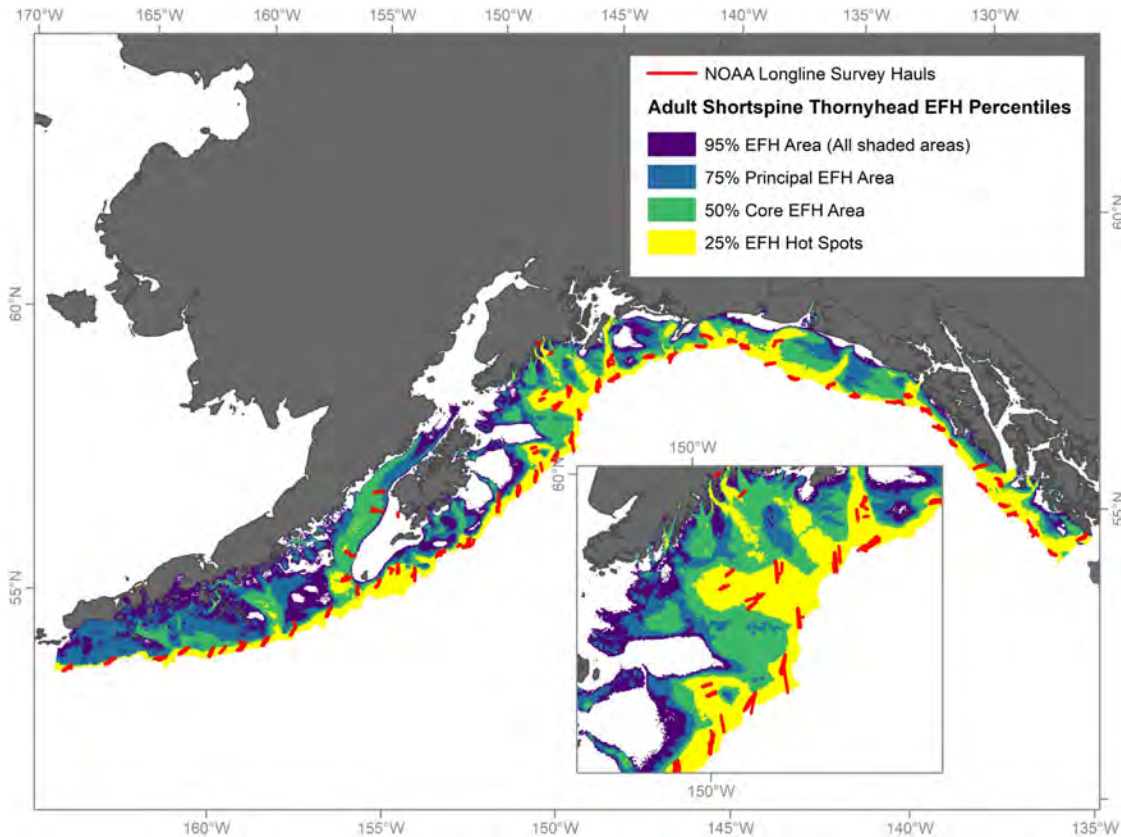 170°W 165°W 160°W 155°W 150°W 145°W 140°W 135°W 130°W
NOAA Longline Survey Hauls
Adult Shortspine Thornyhead EFH Percentiles
95% EFH Area (All shaded areas)
75% Principal EFH Area
50% Core EFH Area
25% EFH Hot Spots
60°N
60°N
150°W
60°N
55°N
55°N
150°W
160°W 155°W 150°W 145°W 140°W 135°W